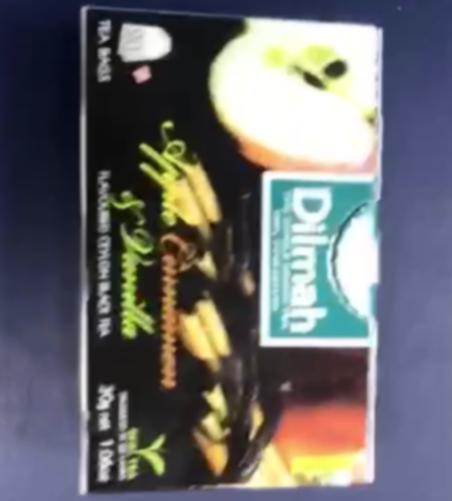 Dilmah
Apple Cinnamon
& Vanilla
FLAVOURED CEYLON BLACK TEA
TEA BAGS
30g net 1.06oz